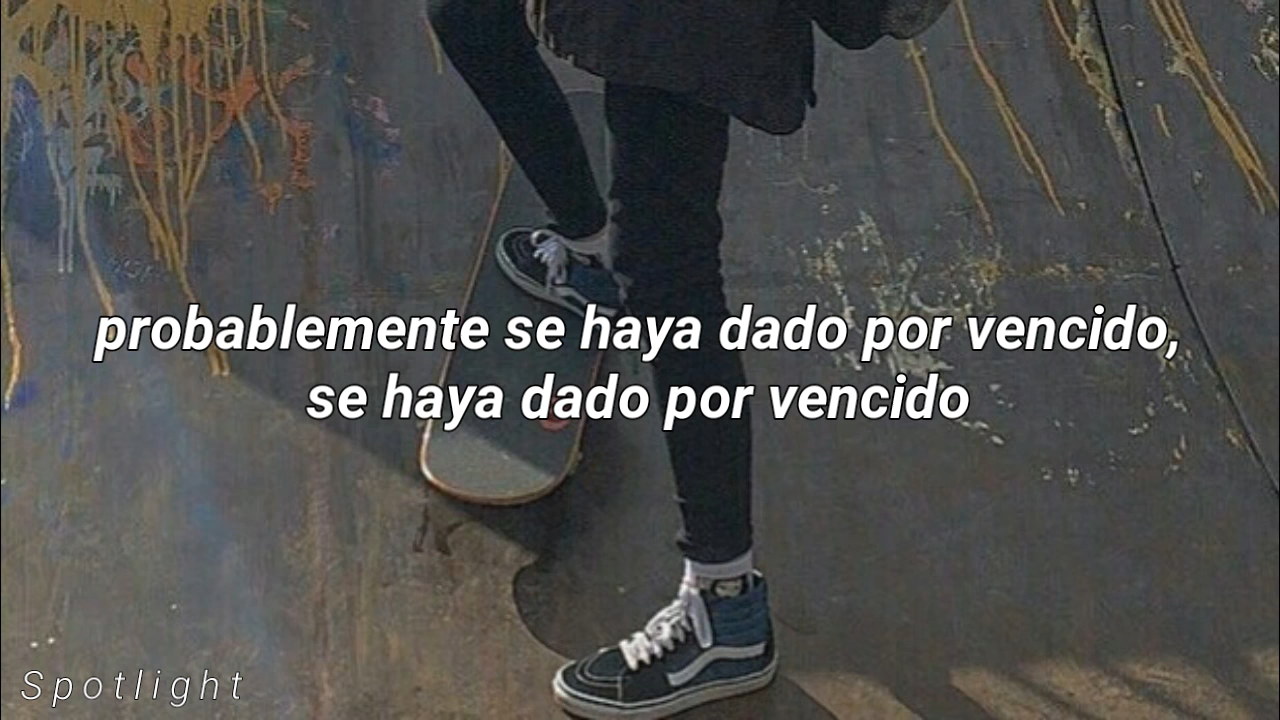 probablemente se haya dado por vencido,
se haya dado por vencido
Spotlight